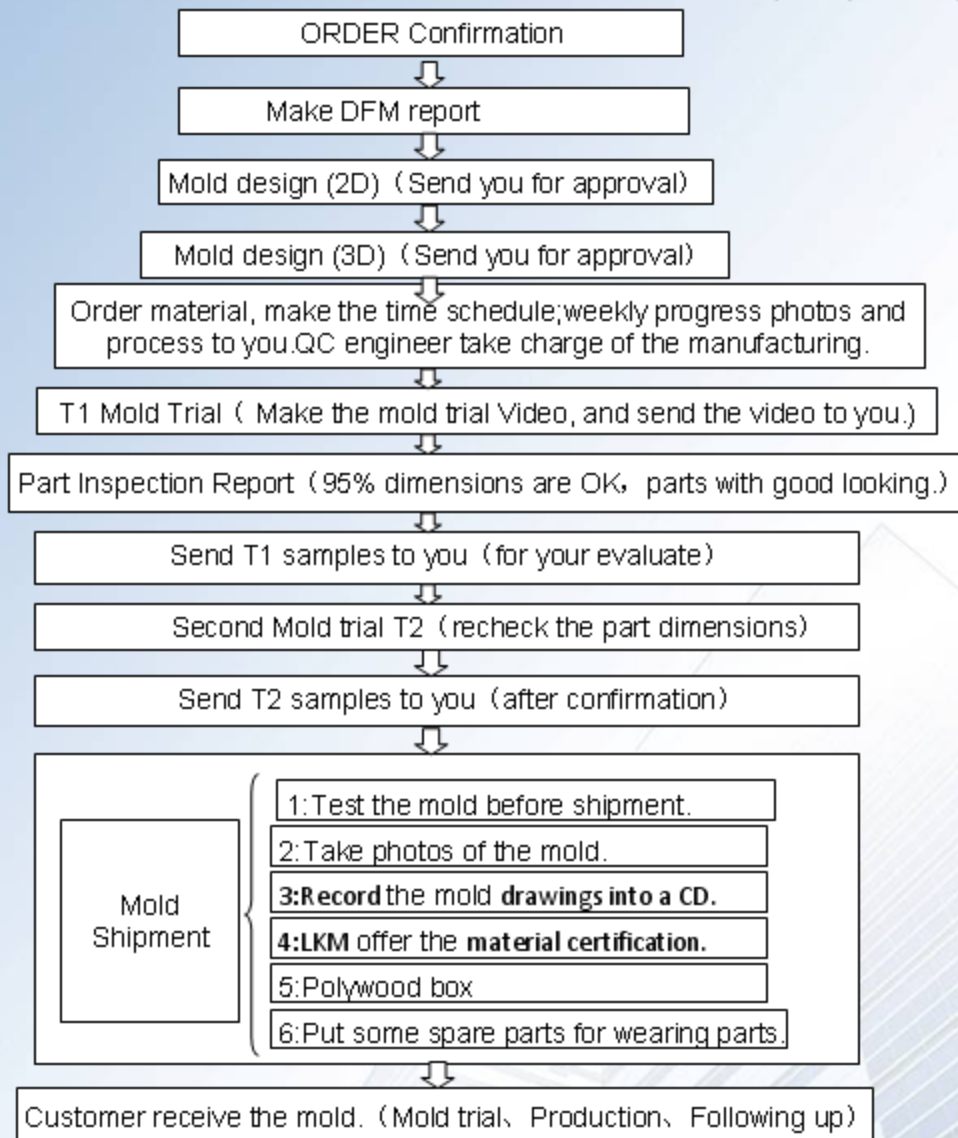 ORDER Confirmation
Make DFM report
Mold design (2D)（Send you for approval）
Mold design (3D)（Send you for approval）
Order material, make the time schedule;weekly progress photos and
process to you.QC engineer take charge of the manufacturing.
T1 Mold Trial（ Make the mold trial Video, and send the video to you.）
Part Inspection Report（95% dimensions are OK，parts with good looking.）
Send T1 samples to you（for your evaluate）
Second Mold trial T2（recheck the part dimensions）
Send T2 samples to you（after confirmation）
Mold
Shipment
1:Test the mold before shipment.
2:Take photos of the mold.
3:Record the mold drawings into a CD.
4:LKM offer the material certification.
5:Polywood box
6:Put some spare parts for wearing parts.
Customer receive the mold.（Mold trial、Production、Following up）